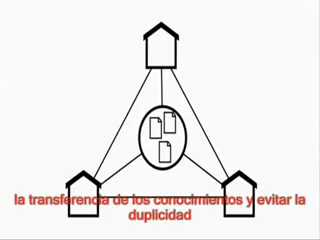 la transferencia de los conocimientos y evitar la
duplicidad